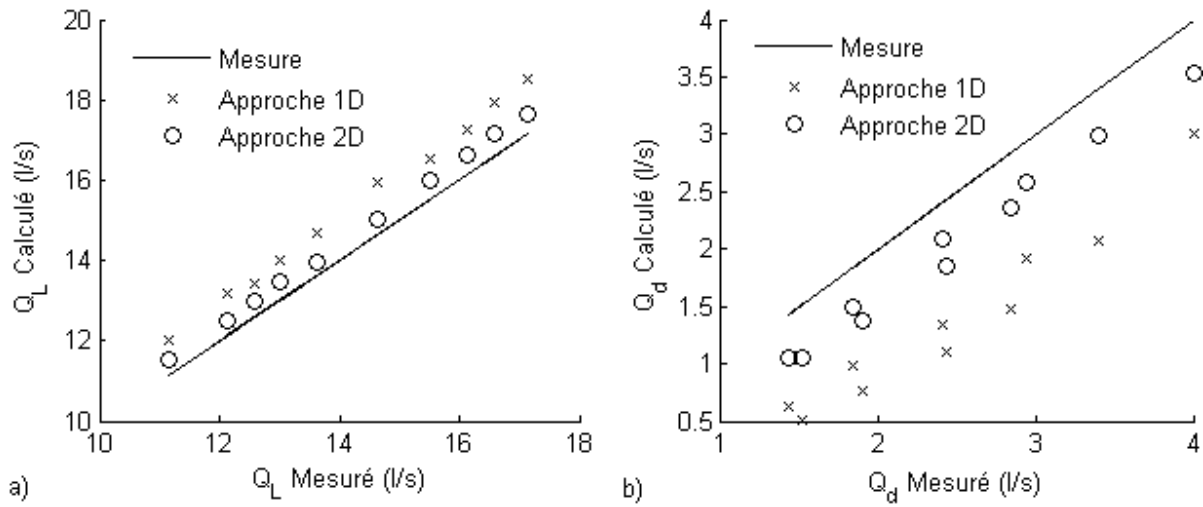 20
18
16
14
12
10
Q_L Calculé (l/s)
Mesure
Approche 1D
Approche 2D
10 12 14 16 18
Q_L Mesuré (l/s)
a)
4
3.5
3
2.5
2
1.5
1
0.5
Q_d Calculé (l/s)
Mesure
Approche 1D
Approche 2D
1 2 3 4
Q_d Mesuré (l/s)
b)